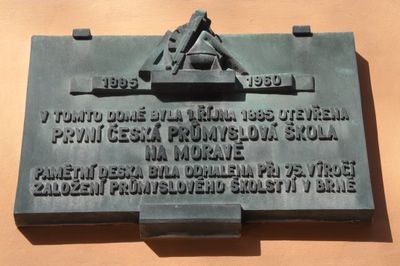 1885 1960
V TOMTO DOMĚ BYLA 1. ŘÍJNA 1885 OTEVŘENA
PRVNÍ ČESKÁ PRŮMYSLOVÁ ŠKOLA
NA MORAVĚ
PAMĚTNÍ DESKA BYLA ODHALENA PŘI 75. VÝROČÍ
ZALOŽENÍ PRŮMYSLOVÉHO ŠKOLSTVÍ V BRNĚ